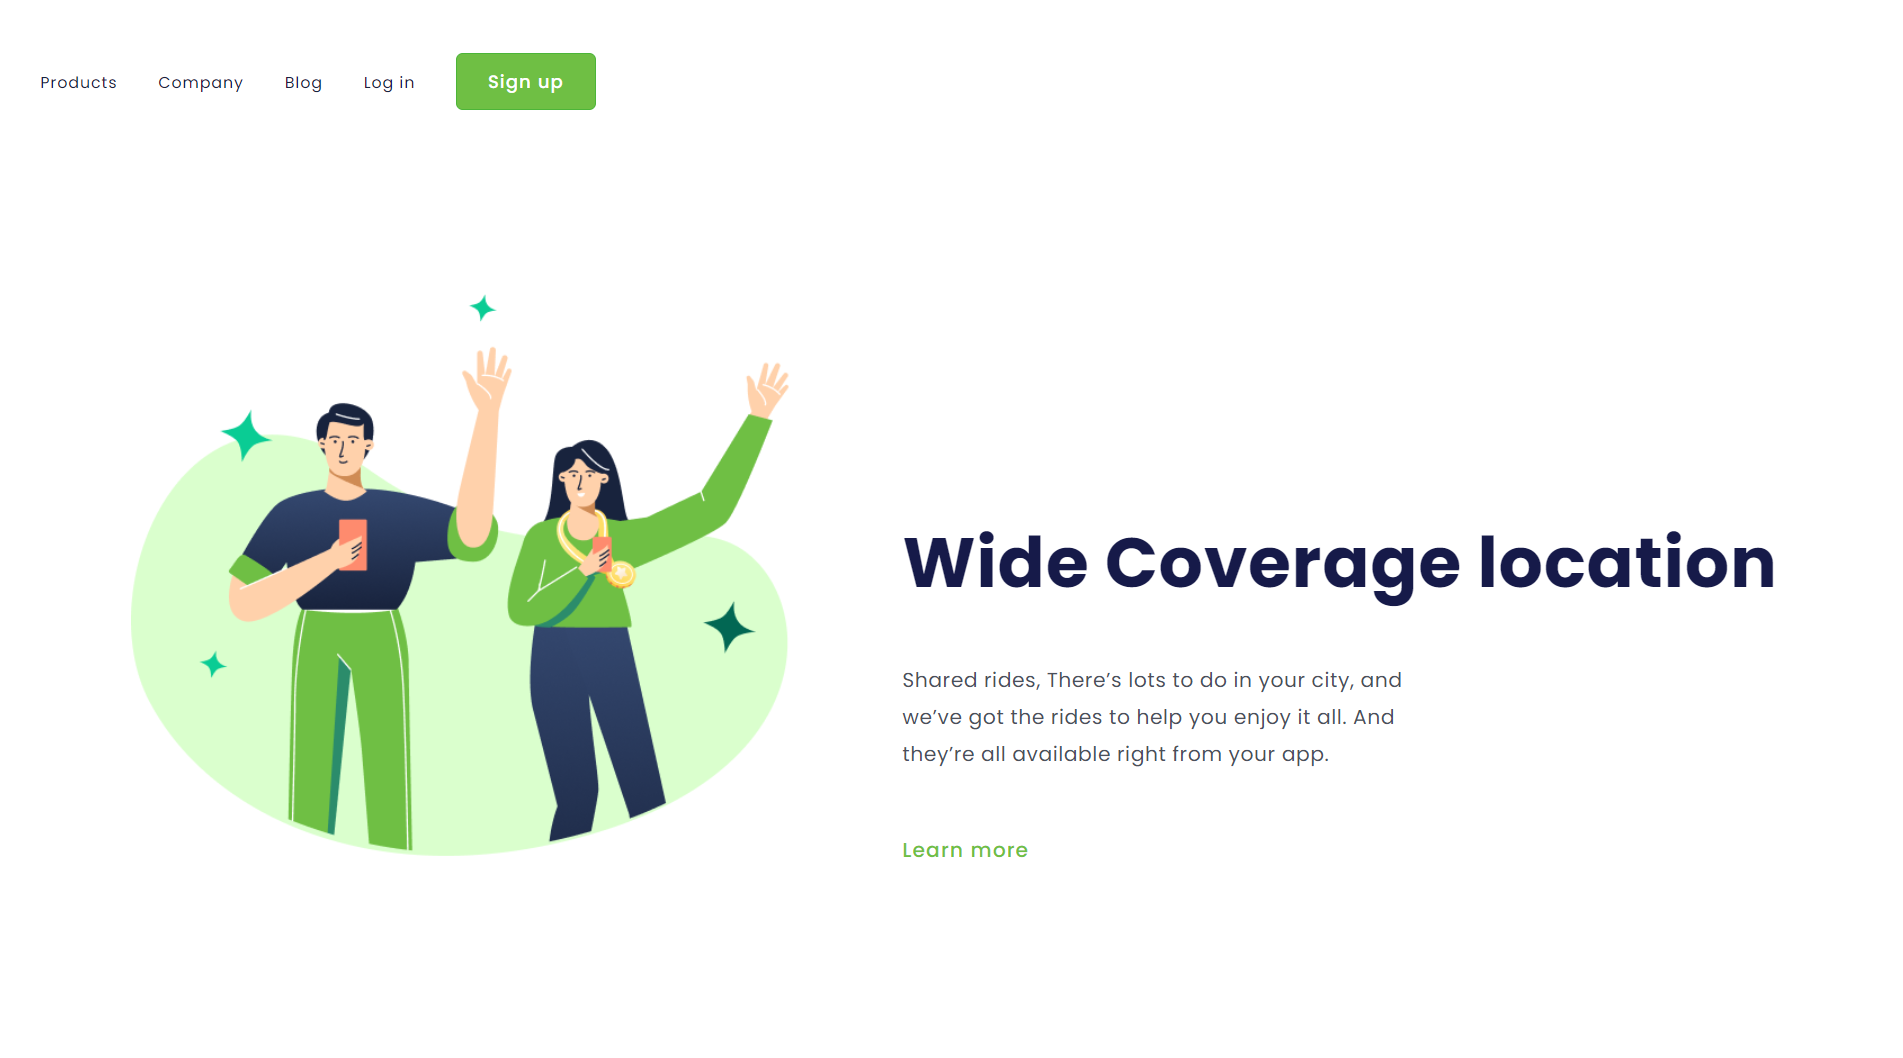 Products Company Blog Log in Sign up
Wide Coverage location
Shared rides, There’s lots to do in your city, and
we’ve got the rides to help you enjoy it all. And
they’re all available right from your app.
Learn more